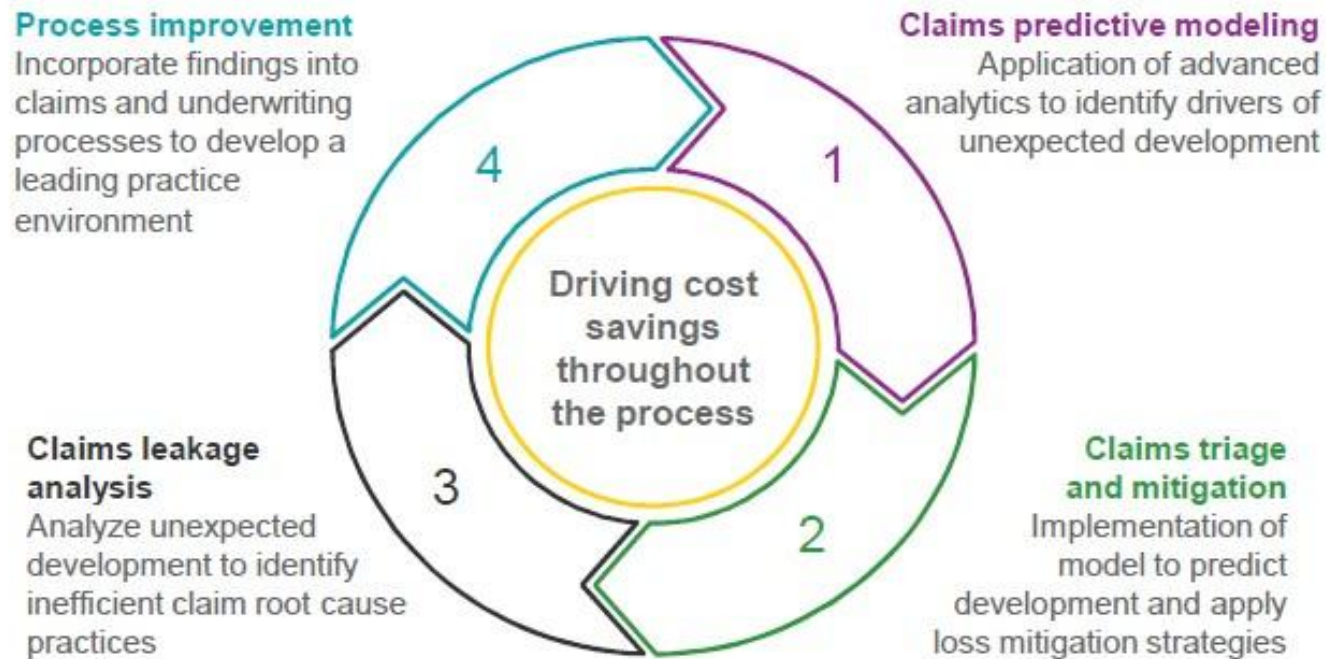 Process improvement
Incorporate findings into
claims and underwriting
processes to develop a
leading practice
environment
Claims predictive modeling
Application of advanced
analytics to identify drivers of
unexpected development
4
1
Driving cost
savings
throughout
the process
3
2
Claims leakage
analysis
Analyze unexpected
development to identify
inefficient claim root cause
practices
Claims triage
and mitigation
Implementation of
model to predict
development and apply
loss mitigation strategies